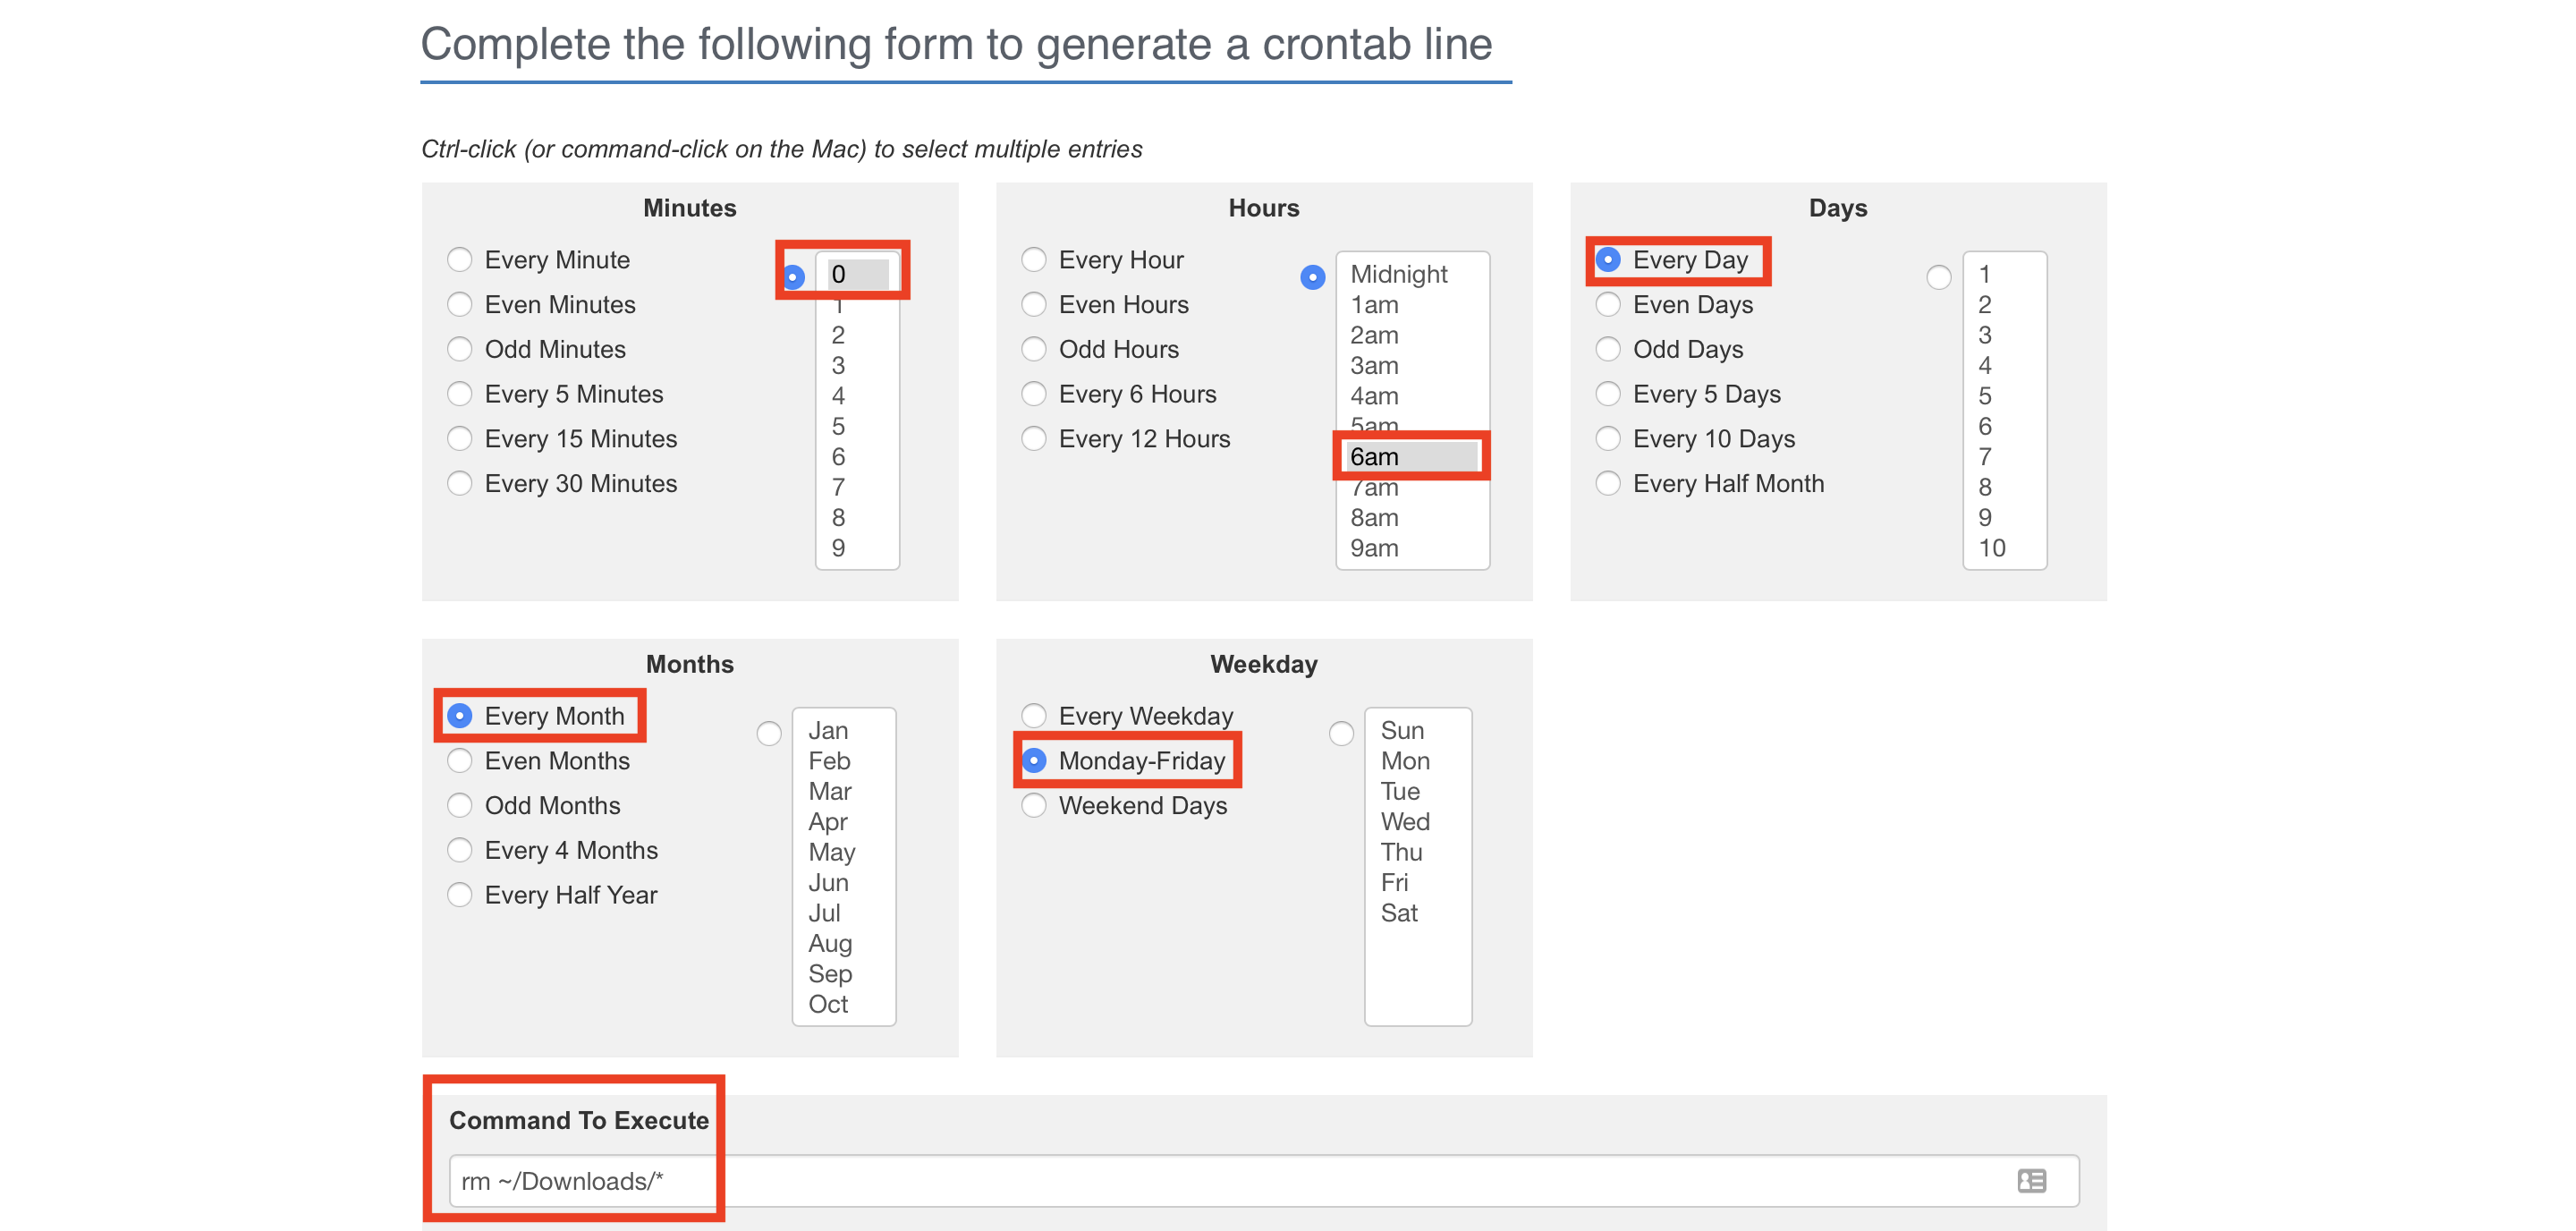 Complete the following form to generate a crontab line
Ctrl-click (or command-click on the Mac) to select multiple entries
Minutes
Every Minute
Even Minutes
Odd Minutes
Every 5 Minutes
Every 15 Minutes
Every 30 Minutes
0
1
2
3
4
5
6
7
8
9
Hours
Every Hour
Even Hours
Odd Hours
Every 6 Hours
Every 12 Hours
Midnight
1am
2am
3am
4am
5am
6am
7am
8am
9am
Days
Every Day
Even Days
Odd Days
Every 5 Days
Every 10 Days
Every Half Month
1
2
3
4
5
6
7
8
9
10
Months
Every Month
Even Months
Odd Months
Every 4 Months
Every Half Year
Jan
Feb
Mar
Apr
May
Jun
Jul
Aug
Sep
Oct
Weekday
Every Weekday
Monday-Friday
Weekend Days
Sun
Mon
Tue
Wed
Thu
Fri
Sat
Command To Execute
rm ~/Downloads/*